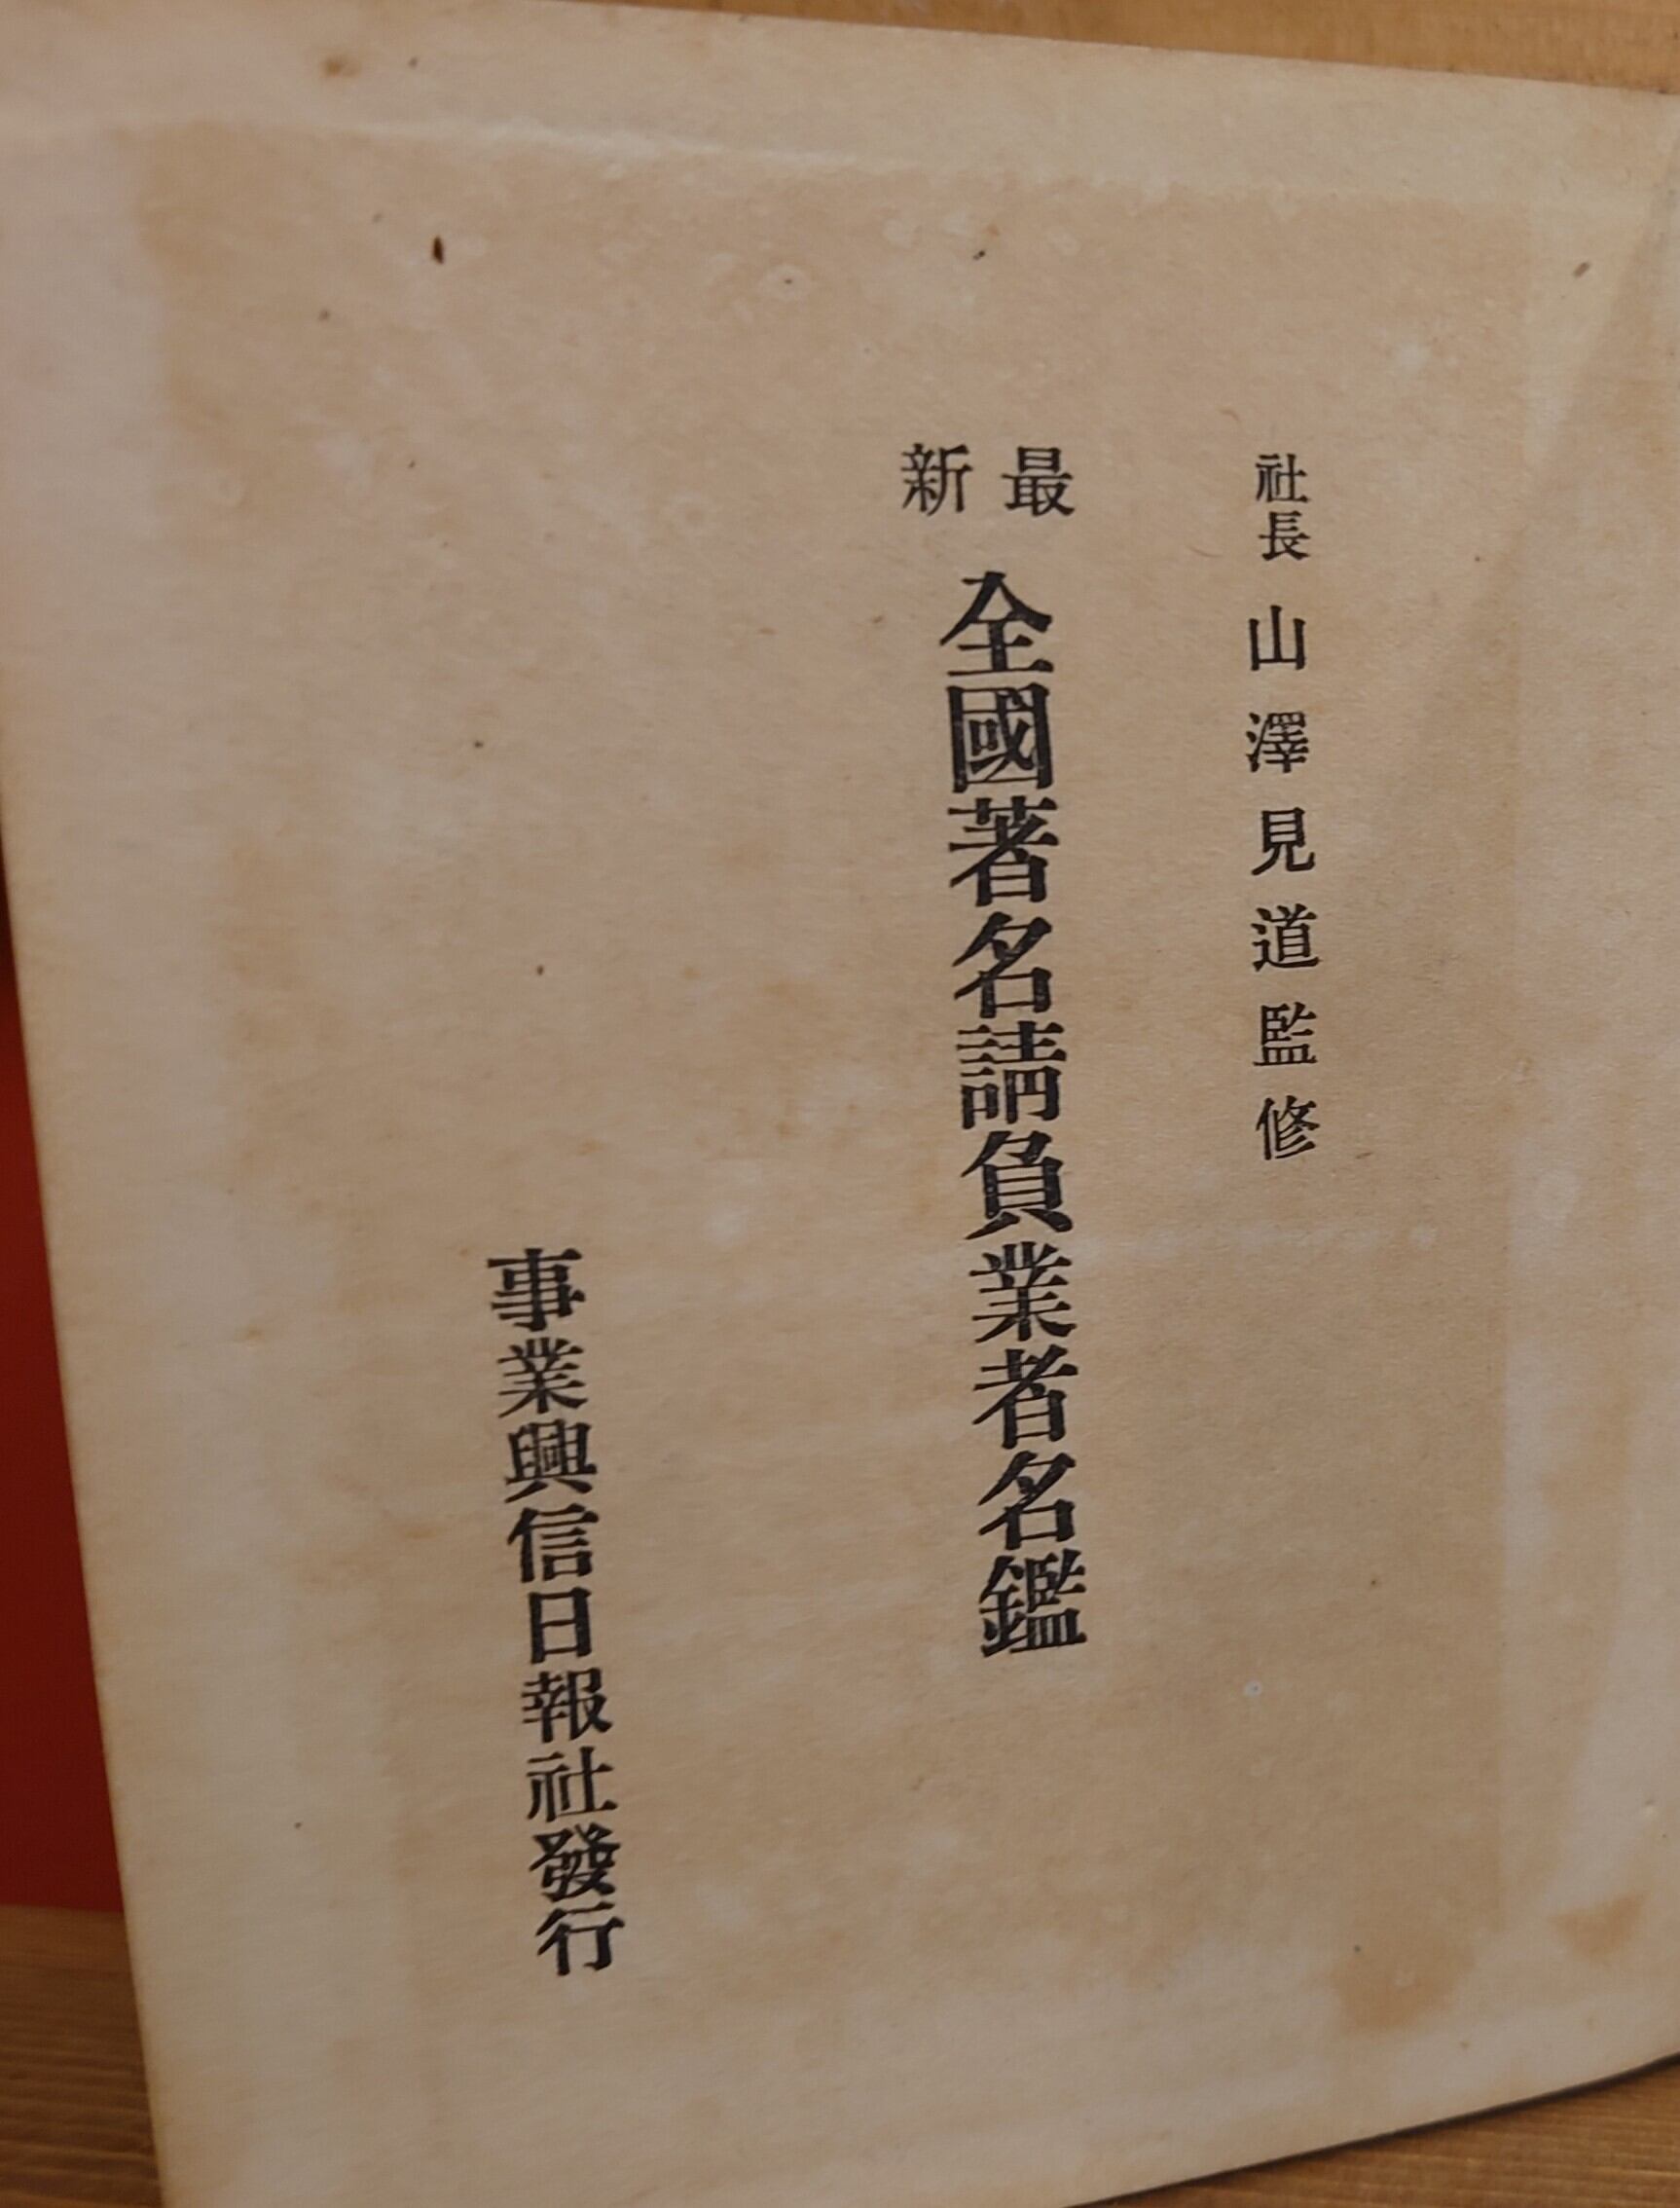 社長 山澤見道監修
最新 全國著名請負業者名鑑
事業興信日報社發行